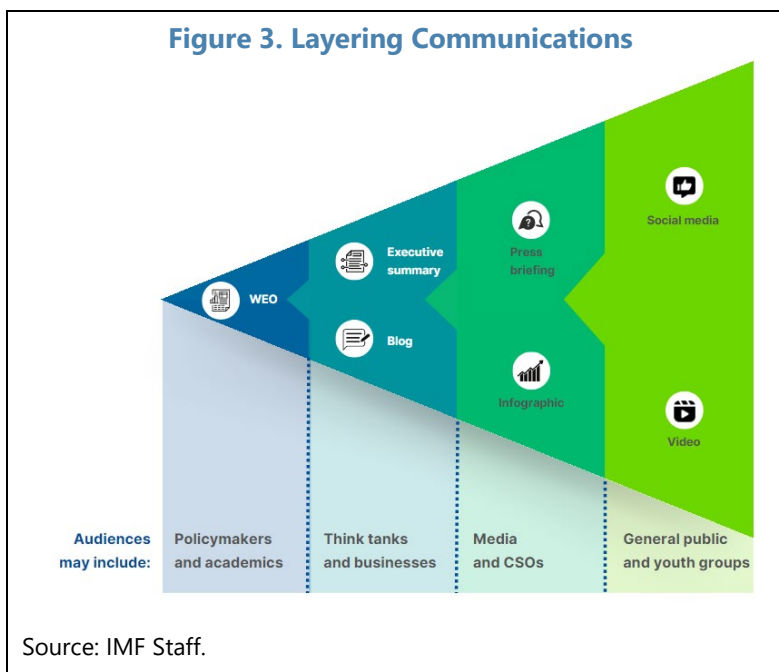 Figure 3. Layering Communications
WEO
Executive
summary
Blog
Press
briefing
Infographic
Social media
Video
Audiences
may include:
Policymakers
and academics
Think tanks
and businesses
Media
and CSOs
General public
and youth groups
Source: IMF Staff.